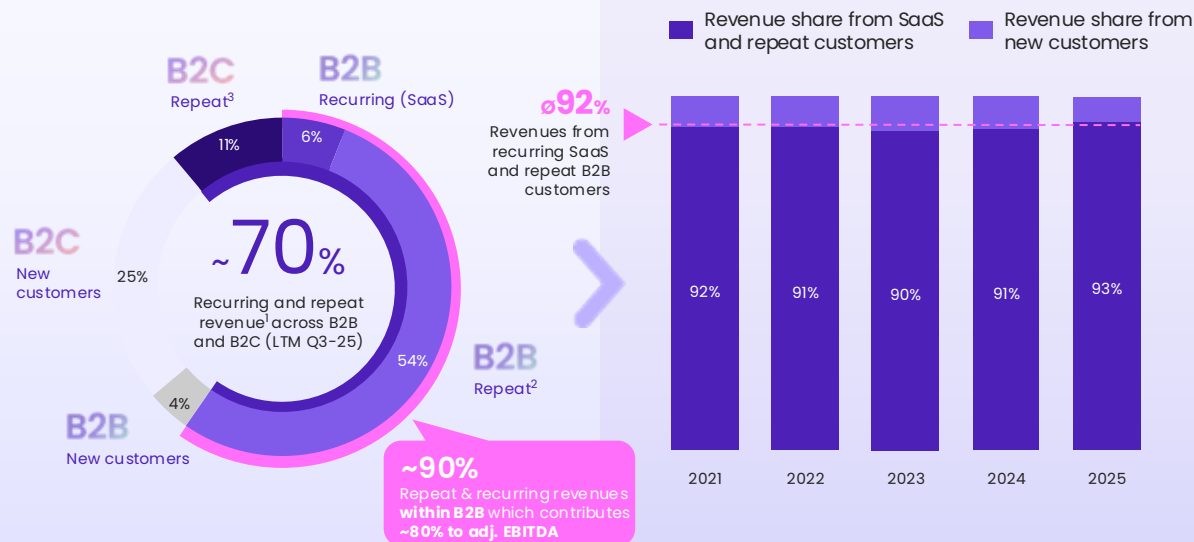 B2C
Repeat3
B2B
Recurring (SaaS)
11%
6%
B2C
New
customers
25%
~70%
Recurring and repeat
revenue1 across B2B
and B2C (LTM Q3-25)
54%
B2B
Repeat2
4%
B2B
New customers
~90%
Repeat & recurring revenues
within B2B which contributes
~80% to adj. EBITDA
ø92%
Revenues from
recurring SaaS
and repeat B2B
customers
Revenue share from SaaS
and repeat customers
Revenue share from
new customers
92%
91%
90%
91%
93%
2021
2022
2023
2024
2025